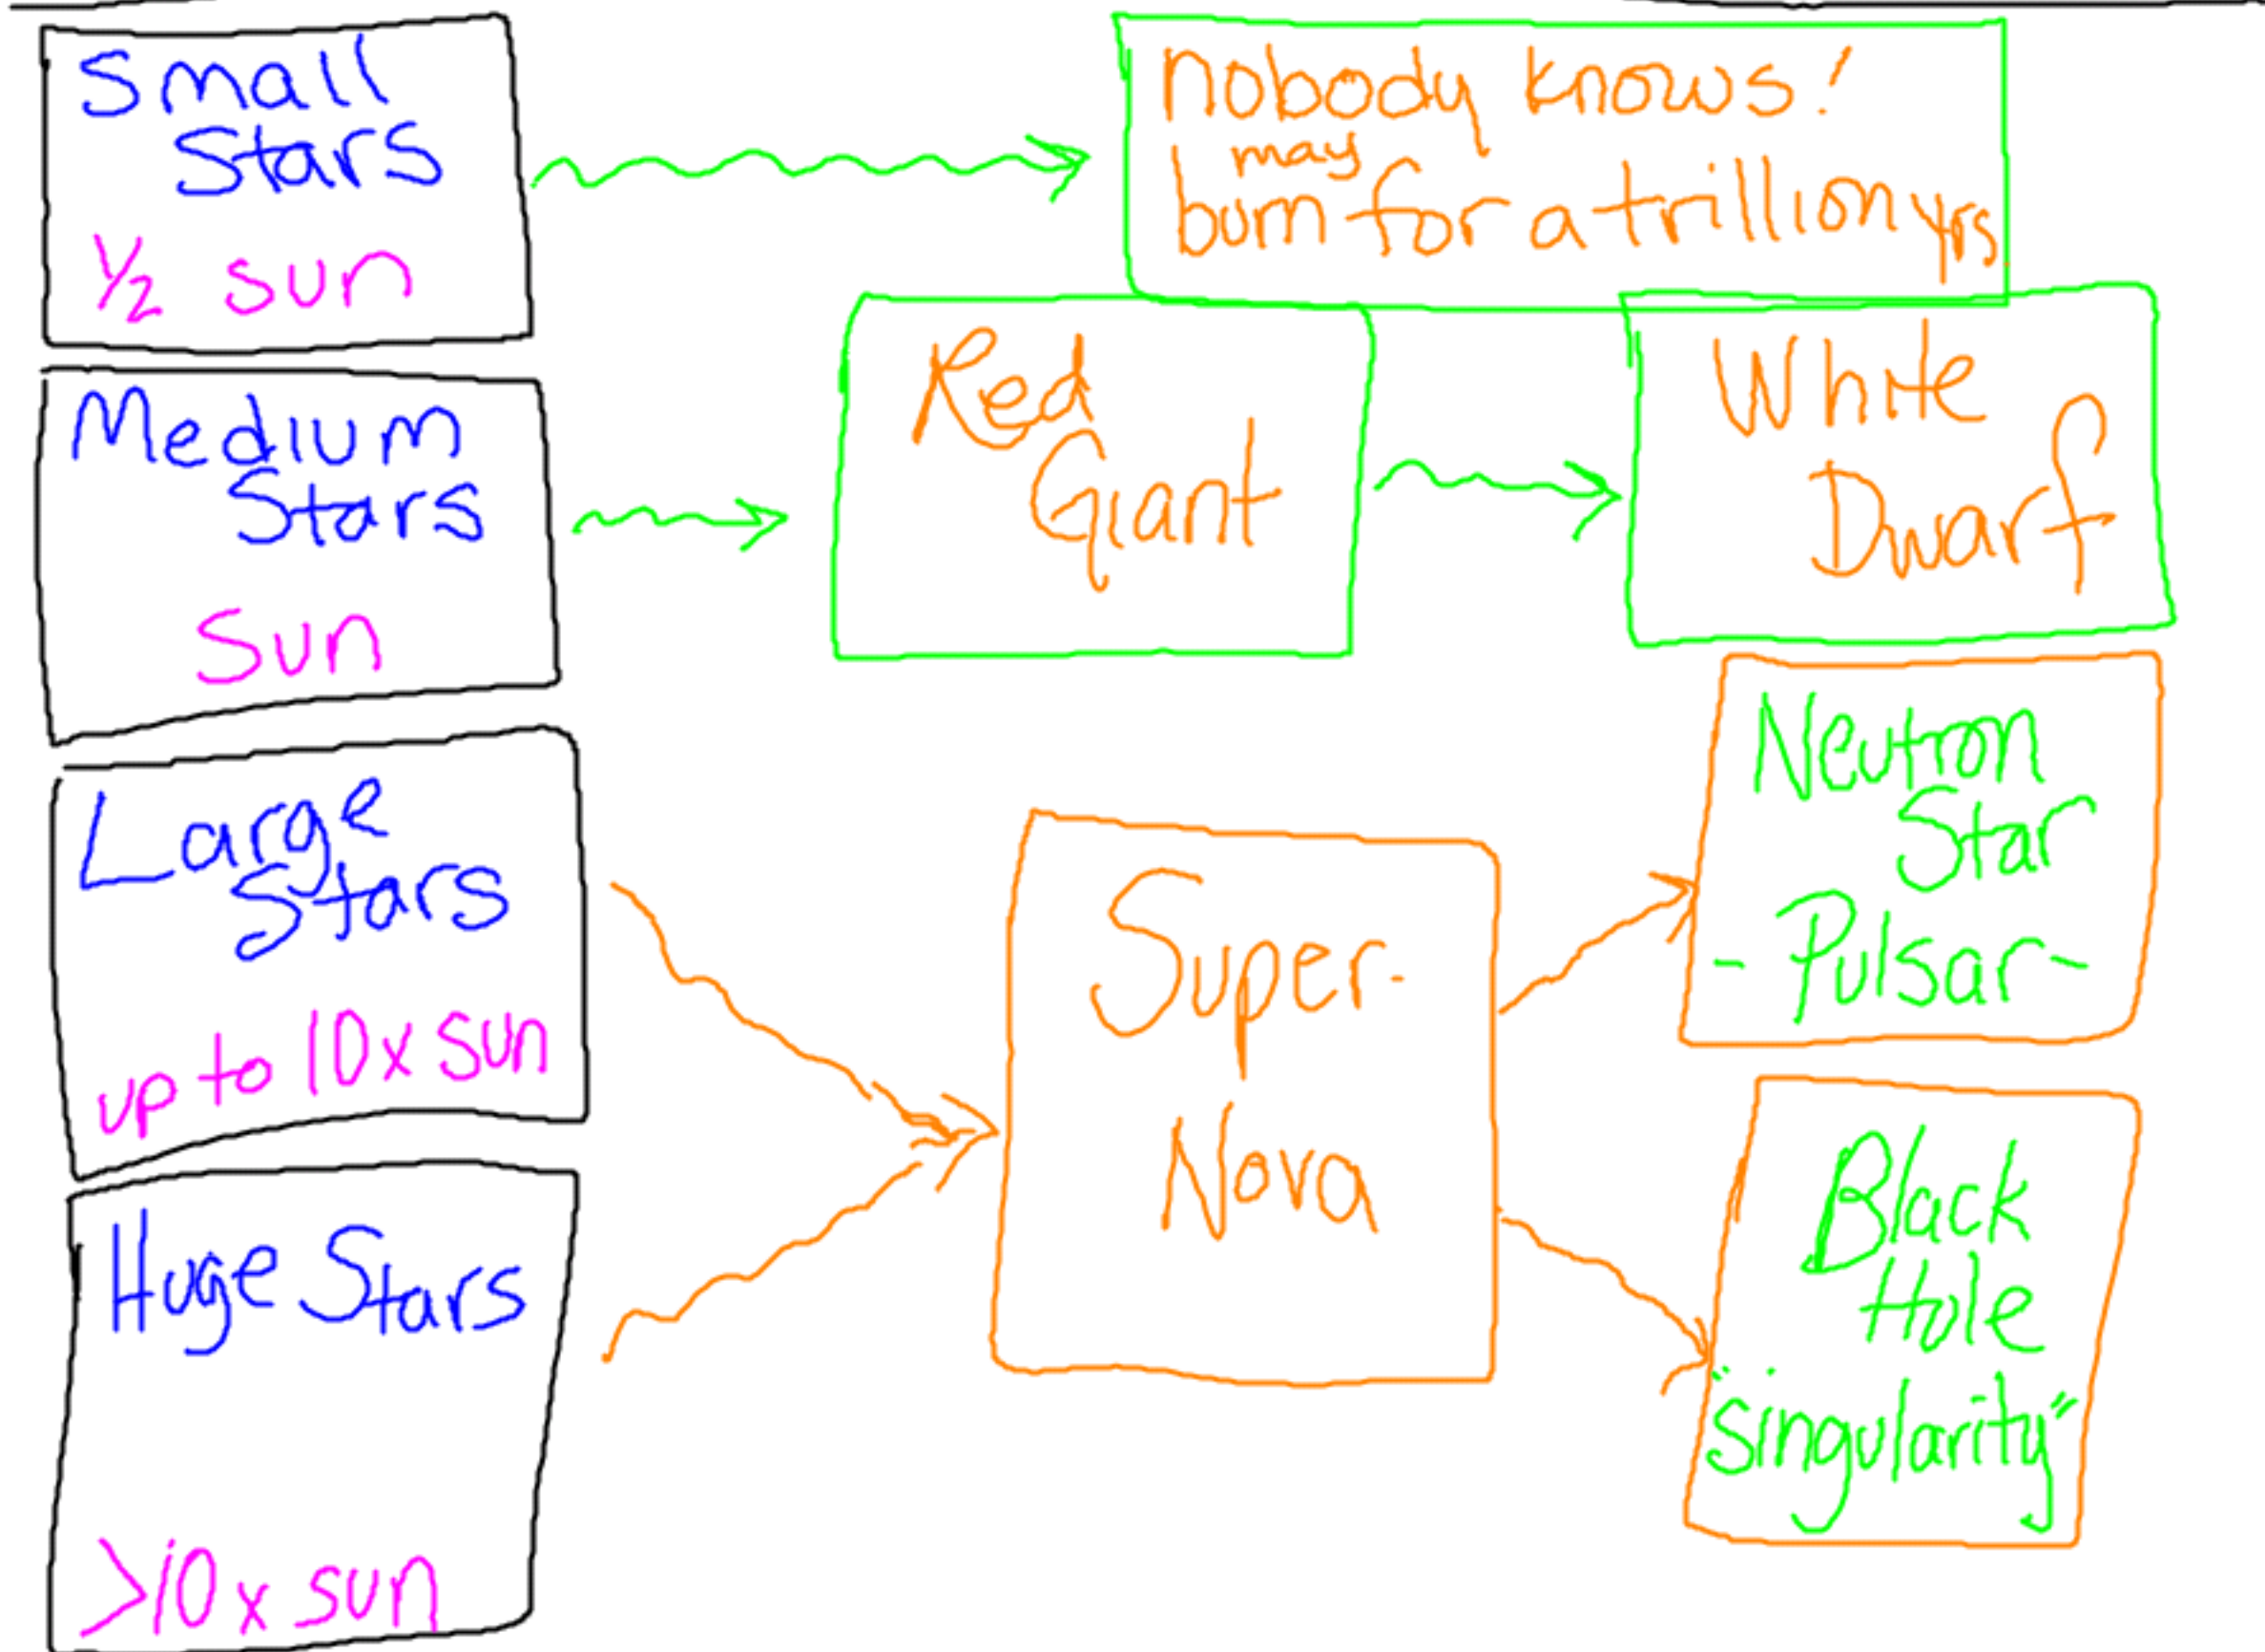 Small
Stars
1/2 sun
nobody knows!
may
burn for a trillion yrs
Medium
Stars
Sun
Red
Giant
White
Dwarf
Large
Stars
up to 10x sun
Super-
Nova
Neutron
Star
- Pulsar -
Huge Stars
>10x sun
Black
Hole
"singularity"